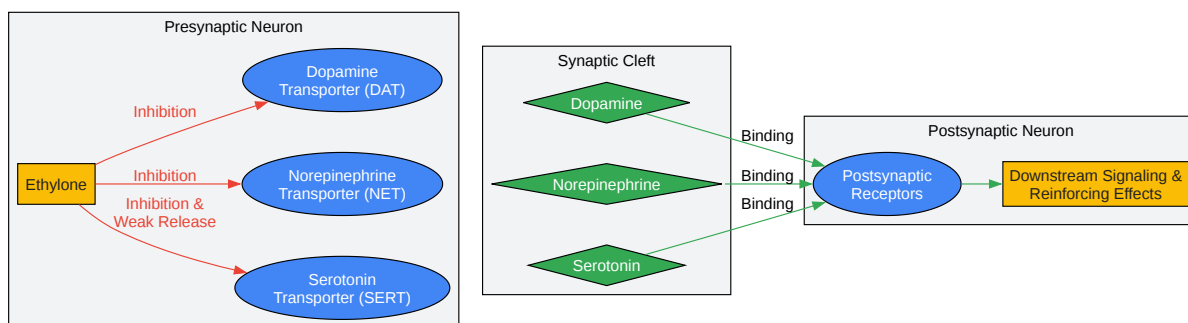 Presynaptic Neuron
Dopamine
Transporter (DAT)
Inhibition
Ethylone
Inhibition
Norepinephrine
Transporter (NET)
Inhibition &
Weak Release
Serotonin
Transporter (SERT)
Synaptic Cleft
Dopamine
Norepinephrine
Serotonin
Binding
Binding
Binding
Postsynaptic Neuron
Postsynaptic
Receptors
Downstream Signaling &
Reinforcing Effects